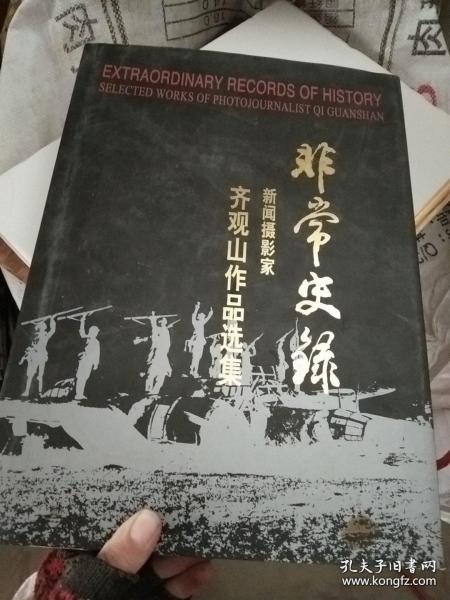 EXTRAORDINARY RECORDS OF HISTORY
SELECTED WORKS OF PHOTOJOURNALIST QI GUANSHAN
非常史録
新闻摄影家
齐观山作品选集
肉
孔夫子旧书网
www.kongfz.com